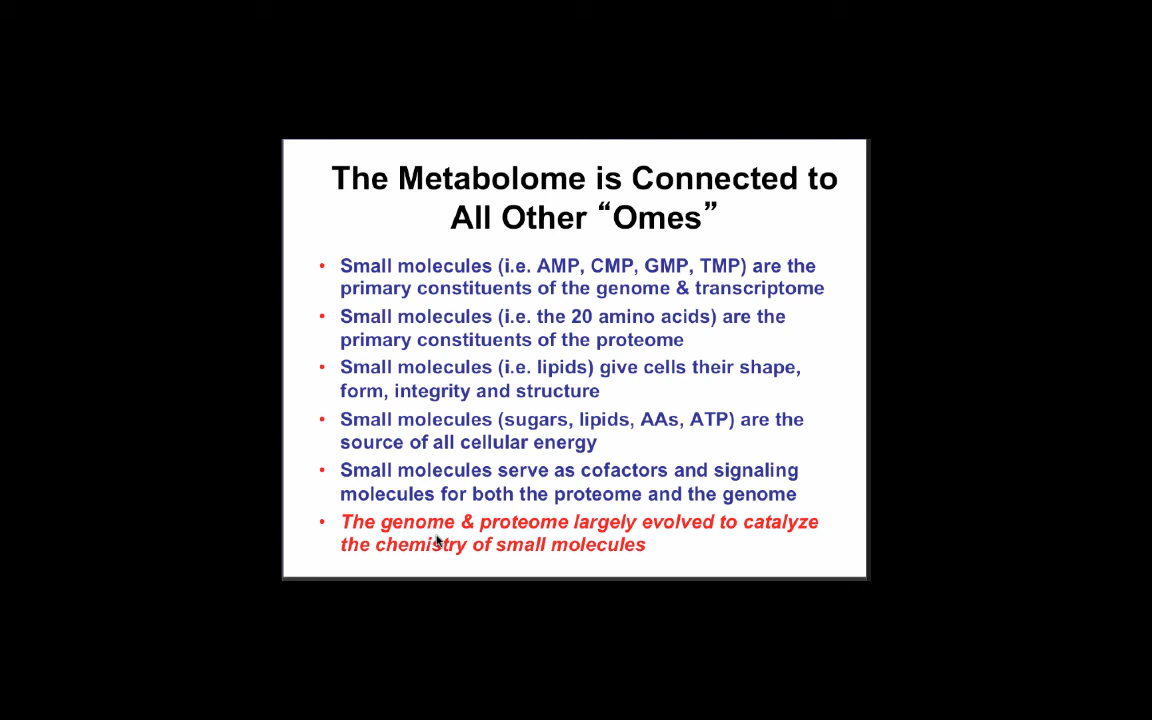 The Metabolome is Connected to
All Other “Omes”
• Small molecules (i.e. AMP, CMP, GMP, TMP) are the
primary constituents of the genome & transcriptome
• Small molecules (i.e. the 20 amino acids) are the
primary constituents of the proteome
• Small molecules (i.e. lipids) give cells their shape,
form, integrity and structure
• Small molecules (sugars, lipids, AAs, ATP) are the
source of all cellular energy
• Small molecules serve as cofactors and signaling
molecules for both the proteome and the genome
• The genome & proteome largely evolved to catalyze
the chemistry of small molecules